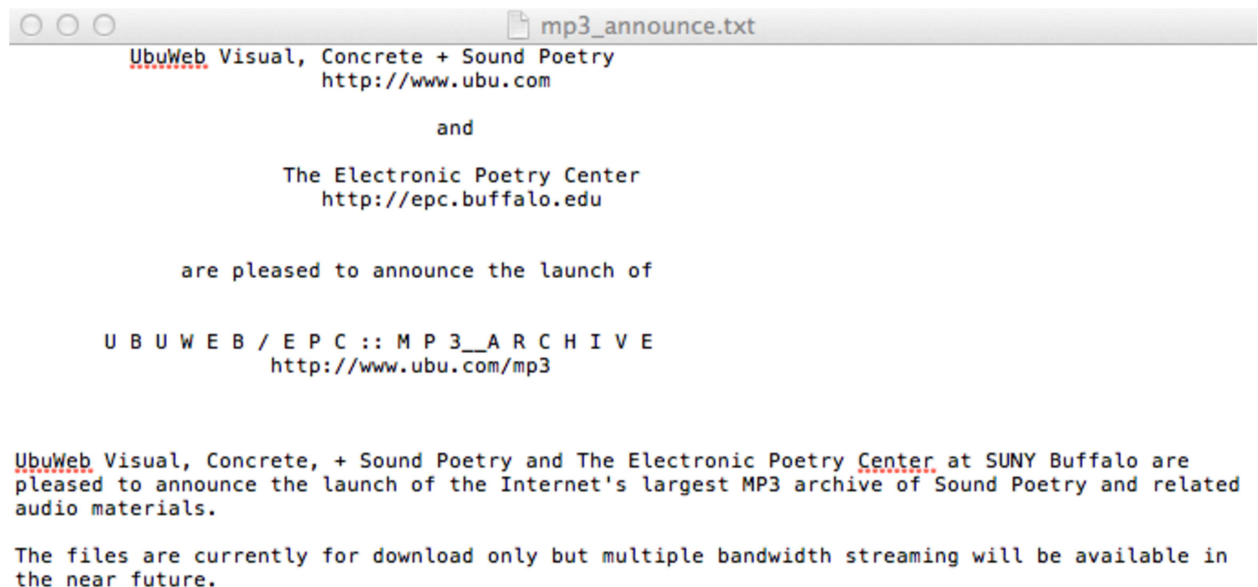 mp3_announce.txt
UbuWeb Visual, Concrete + Sound Poetry
http://www.ubu.com
and
The Electronic Poetry Center
http://epc.buffalo.edu
are pleased to announce the launch of
U B U W E B / E P C :: M P 3__A R C H I V E
http://www.ubu.com/mp3
UbuWeb Visual, Concrete, + Sound Poetry and The Electronic Poetry Center at SUNY Buffalo are
pleased to announce the launch of the Internet's largest MP3 archive of Sound Poetry and related
audio materials.
The files are currently for download only but multiple bandwidth streaming will be available in
the near future.